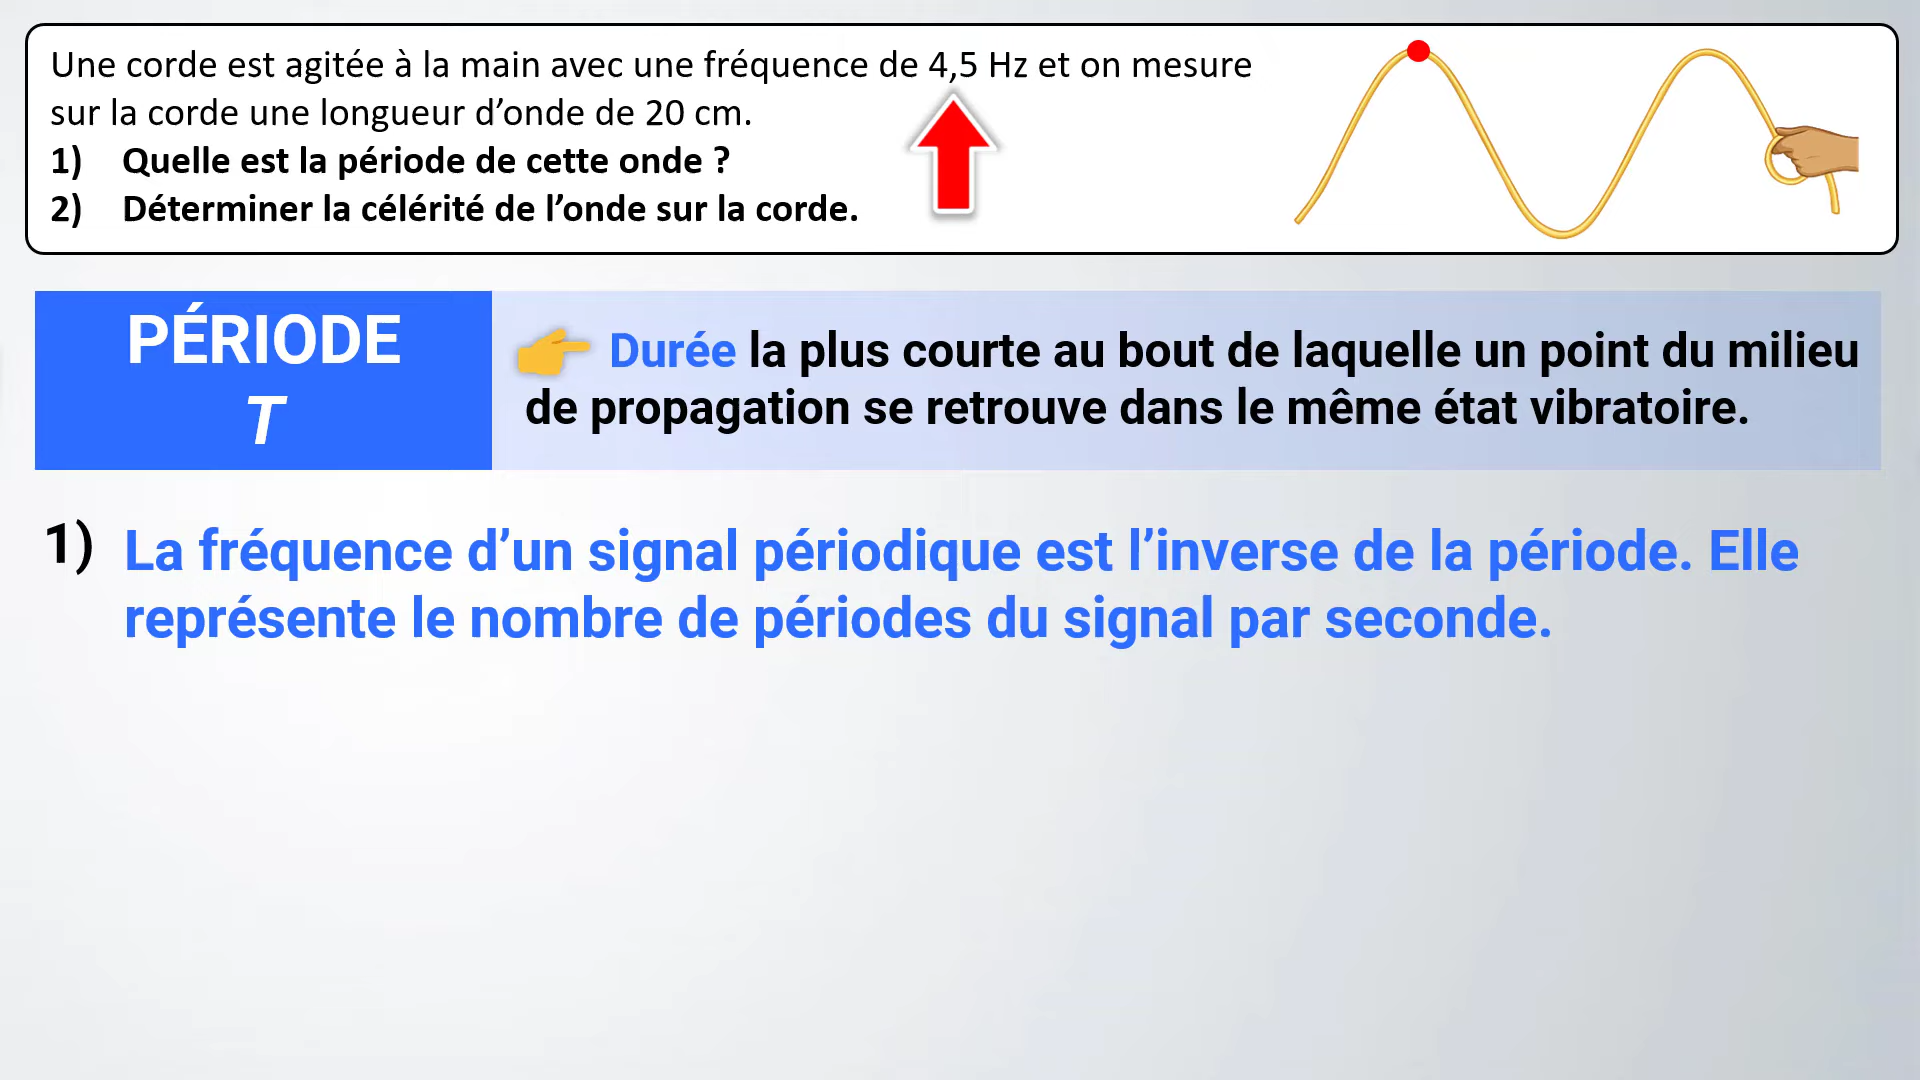 Une corde est agitée à la main avec une fréquence de 4,5 Hz et on mesure
sur la corde une longueur d’onde de 20 cm.
1) Quelle est la période de cette onde ?
2) Déterminer la célérité de l’onde sur la corde.
PÉRIODE
T
Durée la plus courte au bout de laquelle un point du milieu
de propagation se retrouve dans le même état vibratoire.
1) La fréquence d’un signal périodique est l’inverse de la période. Elle
représente le nombre de périodes du signal par seconde.